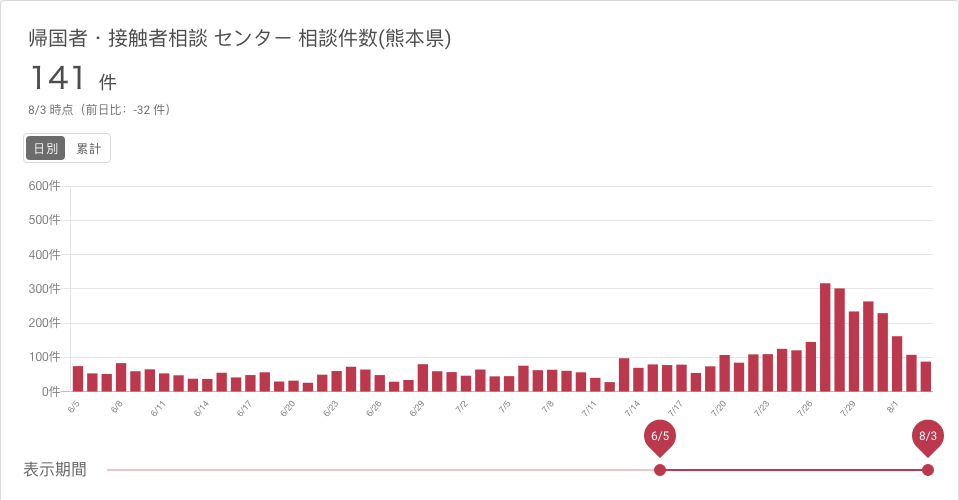 帰国者・接触者相談 センター 相談件数(熊本県)
141 件
8/3 時点（前日比：-32 件）
日別 累計
600件
500件
400件
300件
200件
100件
0件
6/5 6/8 6/11 6/14 6/17 6/20 6/23 6/26 6/29 7/2 7/5 7/8 7/11 7/14 7/17 7/20 7/23 7/26 7/29 8/1
6/5 8/3
表示期間